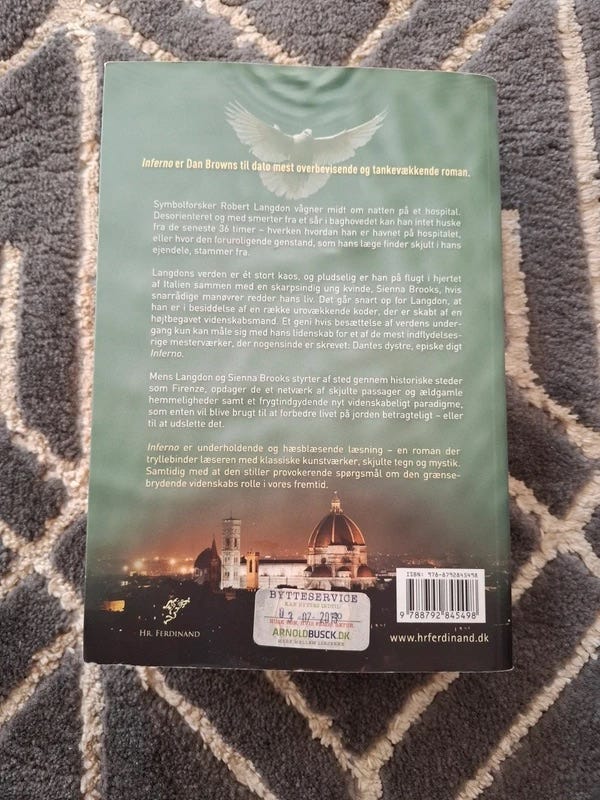 Inferno er Dan Browns til dato mest overbevisende og tankevækkende roman.
Symbolforsker Robert Langdon vågner midt om natten på et hospital.
Desorienteret og med smerter fra et sår i baghovedet kan han intet huske
fra de seneste 36 timer – hverken hvordan han er havnet på hospitalet,
eller hvor den foruroligende genstand, som hans læge finder skjult i hans
ejendele, stammer fra.
Langdons verden er ét stort kaos, og pludselig er han på flugt i hjertet
af Italien sammen med en skarpsindig ung kvinde, Sienna Brooks, hvis
snarrådige manøvrer redder hans liv. Det går snart op for Langdon, at
han er i besiddelse af en række urovækkende koder, der er skabt af en
højtbegavet videnskabsmand. Et geni hvis besættelse af verdens under-
gang kun kan måle sig med hans lidenskab for et af de mest indflydelses-
rige mesterværker, der nogensinde er skrevet: Dantes dystre, episke digt
Inferno.
Mens Langdon og Sienna Brooks styrter af sted gennem historiske steder
som Firenze, opdager de et netværk af skjulte passager og ældgamle
hemmeligheder samt et frygtindgydende nyt videnskabeligt paradigme,
som enten vil blive brugt til at forbedre livet på jorden betragteligt – eller
til at udslette det.
Inferno er underholdende og hæsblæsende læsning – en roman der
tryllebinder læseren med klassiske kunstværker, skjulte tegn og mystik.
Samtidig med at den stiller provokerende spørgsmål om den grænse-
brydende videnskabs rolle i vores fremtid.
HR. FERDINAND
BYTTESERVICE
KAN BYTTES INDTIL
ARNOLDBUSCK.DK
MERE MELLEM LINJERNE
ISBN: 978-8792845498
9 788792 845498
www.hrferdinand.dk